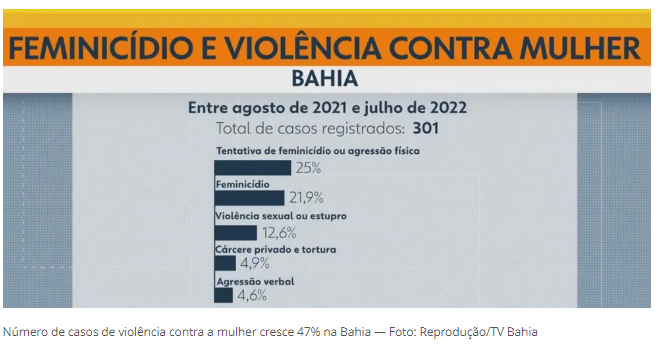 FEMINICÍDIO E VIOLÊNCIA CONTRA MULHER
BAHIA
Entre agosto de 2021 e julho de 2022
Total de casos registrados: 301
Tentativa de feminicídio ou agressão física
25%
Feminicídio
21,9%
Violência sexual ou estupro
12,6%
Cárcere privado e tortura
4,9%
Agressão verbal
4,6%
Número de casos de violência contra a mulher cresce 47% na Bahia — Foto: Reprodução/TV Bahia